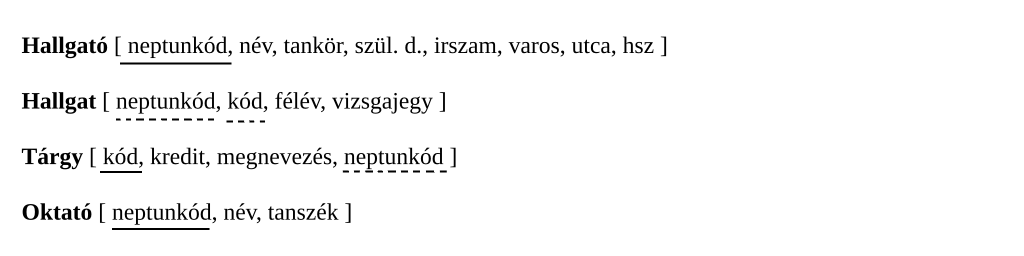 Hallgató [ neptunkód, név, tankör, szül. d., irszam, varos, utca, hsz ]
Hallgat [ neptunkód, kód, félév, vizsgajegy ]
Tárgy [ kód, kredit, megnevezés, neptunkód ]
Oktató [ neptunkód, név, tanszék ]